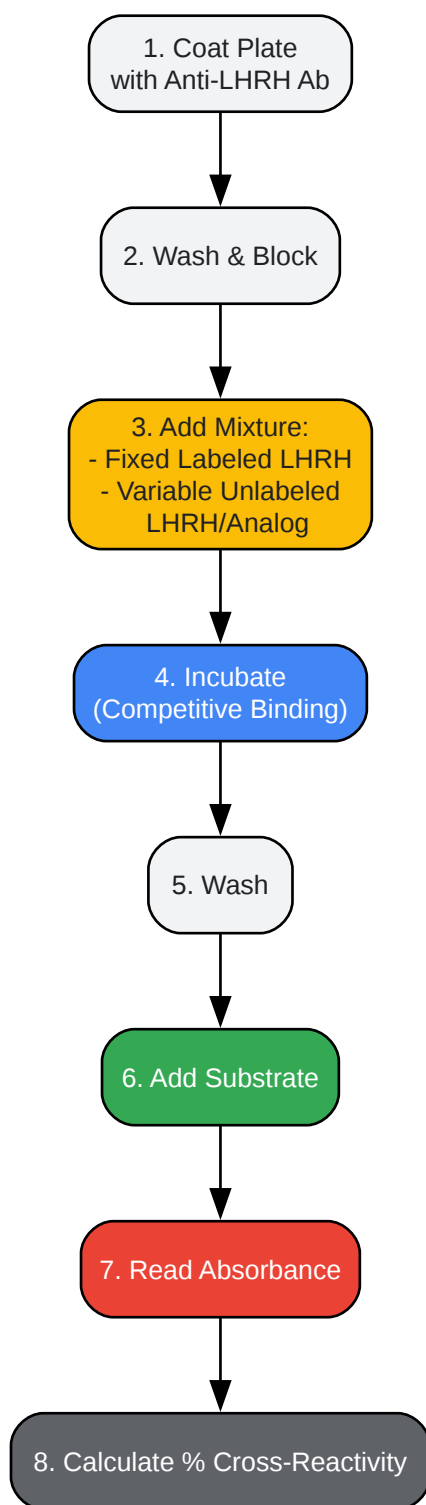 1. Coat Plate
with Anti-LHRH Ab
2. Wash & Block
3. Add Mixture:
- Fixed Labeled LHRH
- Variable Unlabeled
LHRH/Analog
4. Incubate
(Competitive Binding)
5. Wash
6. Add Substrate
7. Read Absorbance
8. Calculate % Cross-Reactivity